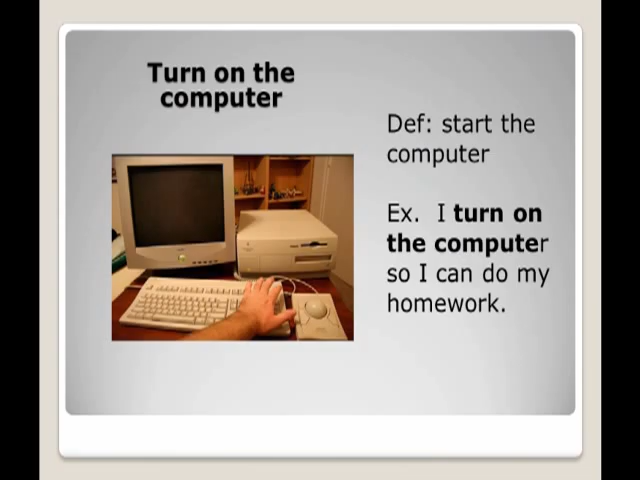 Turn on the
computer
Def: start the
computer
Ex. I turn on
the computer
so I can do my
homework.